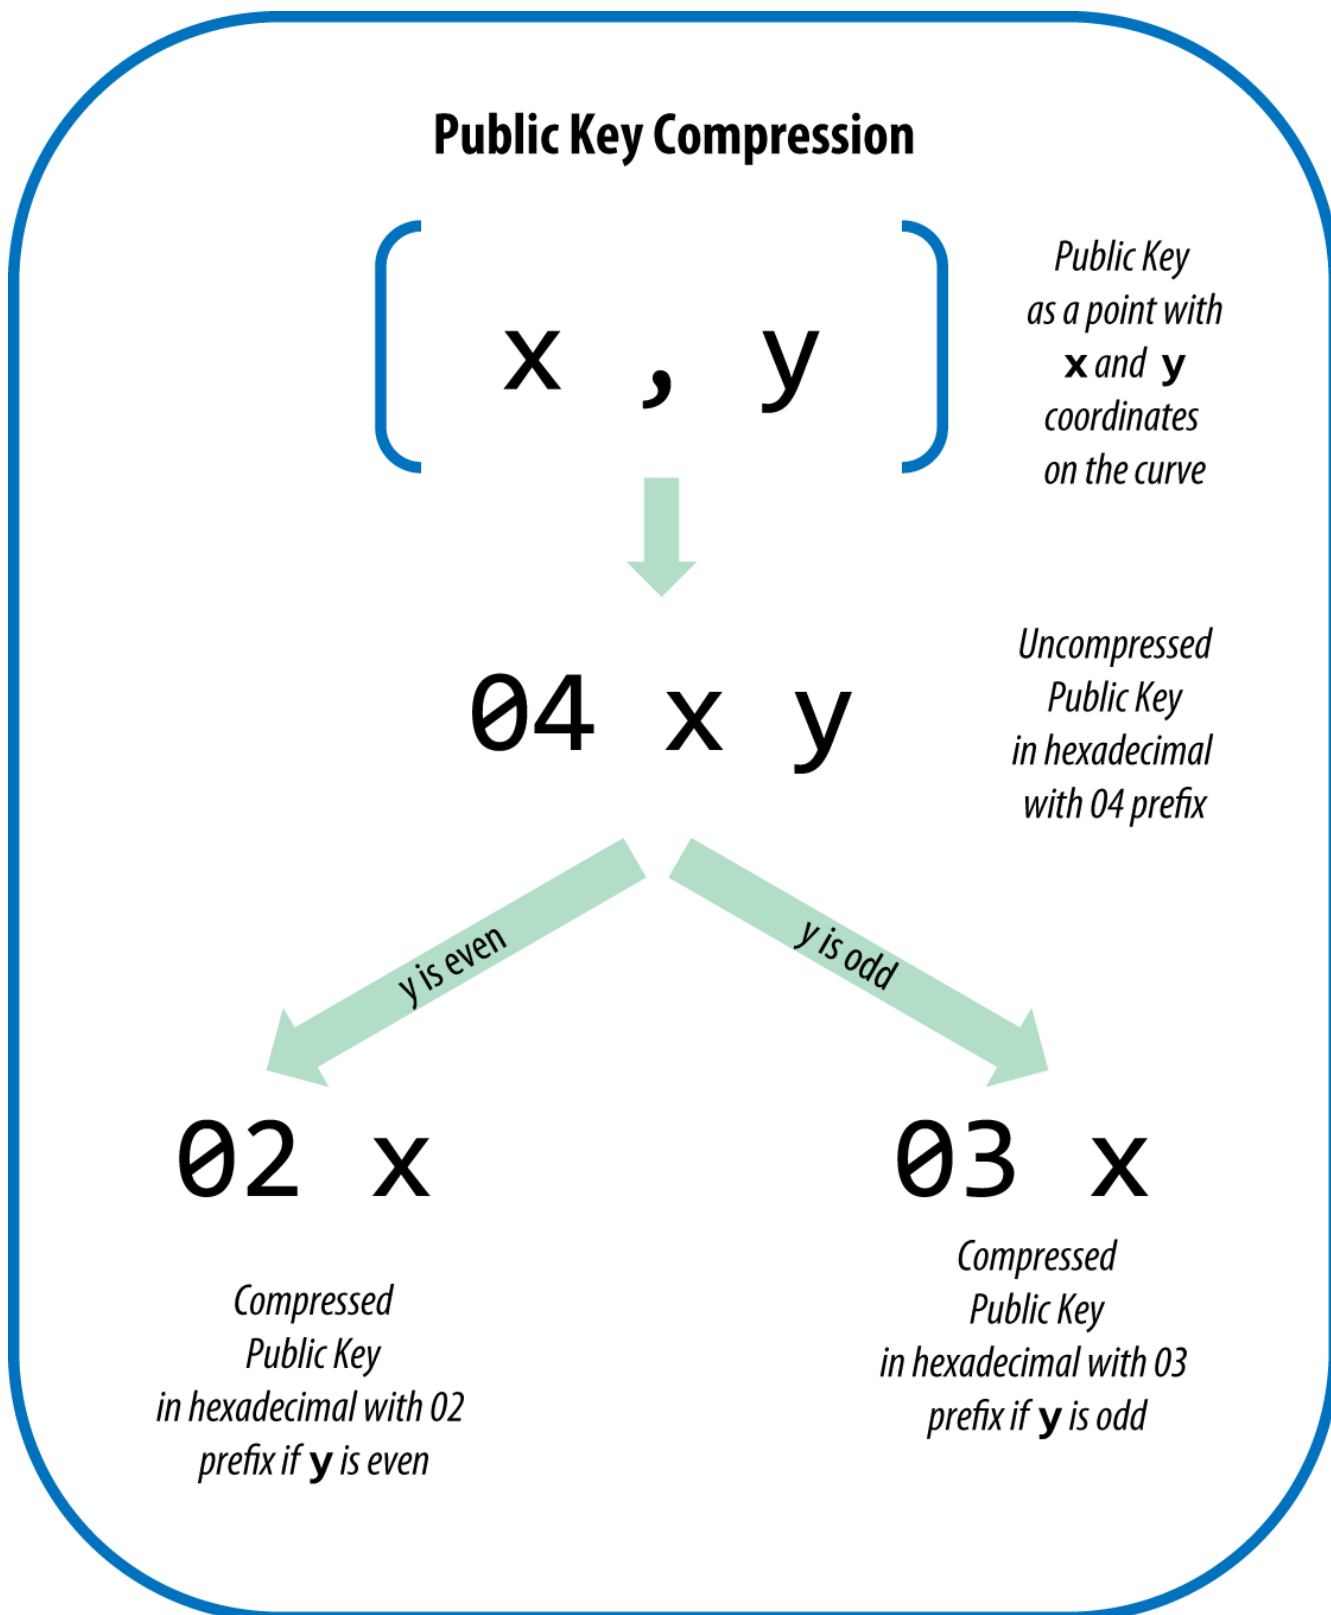 Public Key Compression
x , y
Public Key
as a point with
x and y
coordinates
on the curve
04 x y
Uncompressed
Public Key
in hexadecimal
with 04 prefix
y is even
y is odd
02 x
03 x
Compressed
Public Key
in hexadecimal with 02
prefix if y is even
Compressed
Public Key
in hexadecimal with 03
prefix if y is odd